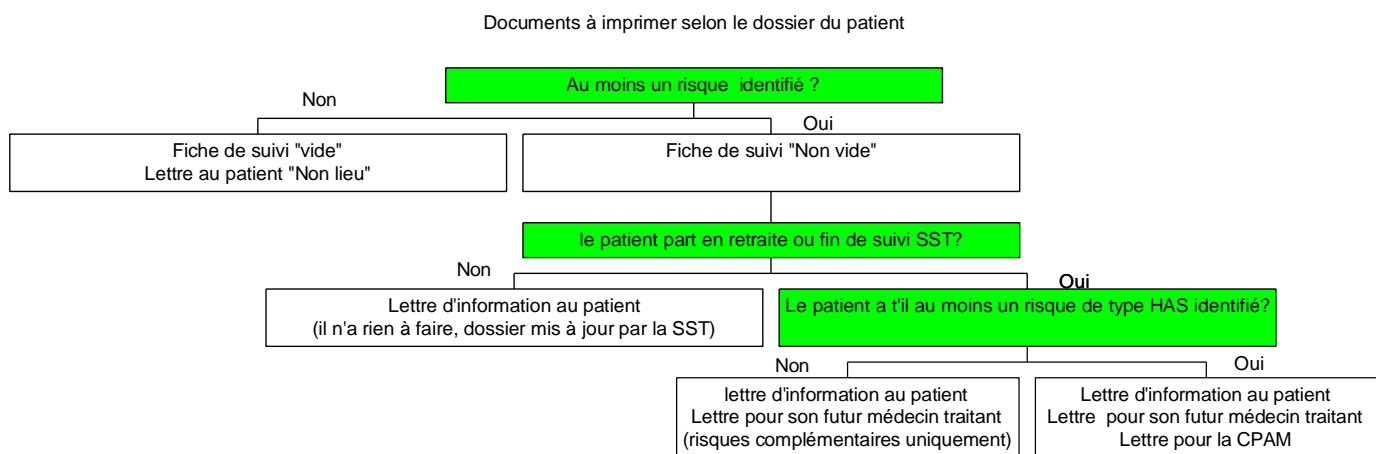 Documents à imprimer selon le dossier du patient
Au moins un risque identifié ?
Non
Oui
Fiche de suivi "vide"
Lettre au patient "Non lieu"
Fiche de suivi "Non vide"
le patient part en retraite ou fin de suivi SST?
Non
Oui
Lettre d'information au patient
(il n'a rien à faire, dossier mis à jour par la SST)
Le patient a t'il au moins un risque de type HAS identifié?
Non
Oui
lettre d'information au patient
Lettre pour son futur médecin traitant
(risques complémentaires uniquement)
Lettre d'information au patient
Lettre pour son futur médecin traitant
Lettre pour la CPAM